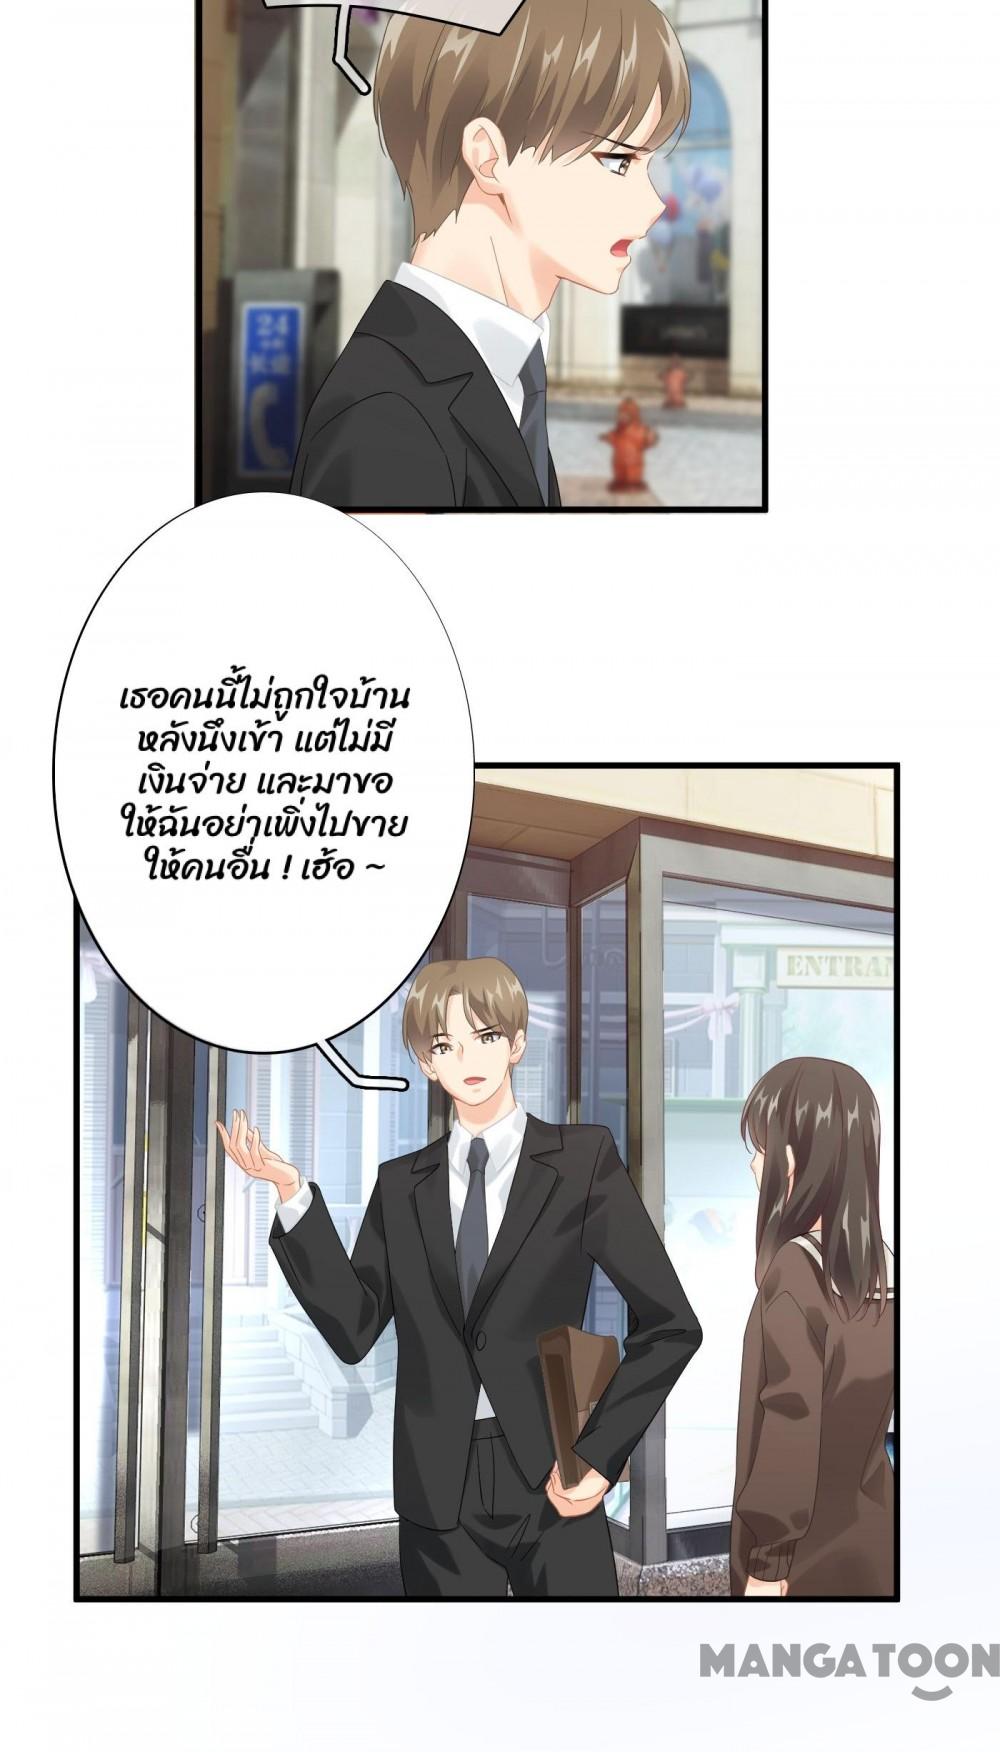 24
เธอคนนี้ไม่ถูกใจบ้าน
หลังนึงเข้า แต่ไม่มี
เงินจ่าย และมาขอ
ให้ฉันอย่าเพิ่งไปขาย
ให้คนอื่น ! เฮ้อ ~
ENTRAN
MANGATOON